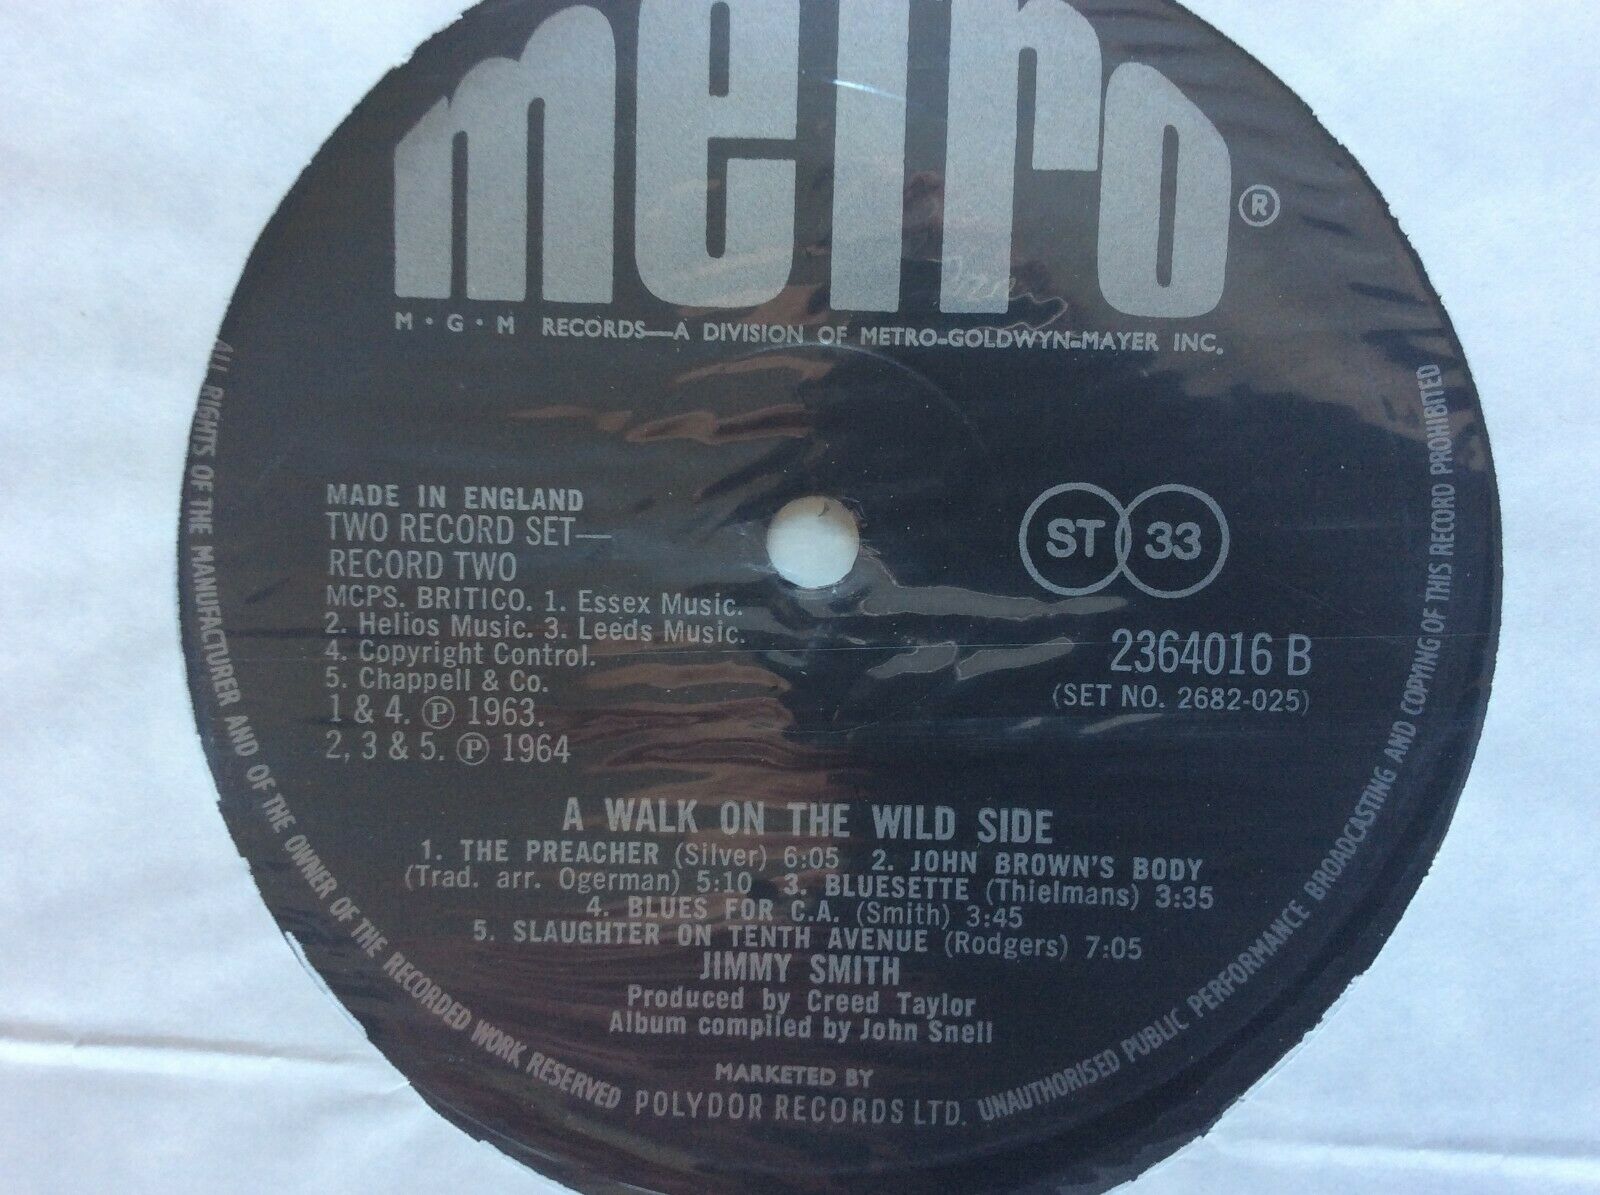 metro ®
M·G·M RECORDS—A DIVISION OF METRO-GOLDWYN-MAYER INC.
MADE IN ENGLAND
TWO RECORD SET—
RECORD TWO
MCPS. BRITICO. 1. Essex Music.
2. Helios Music. 3. Leeds Music.
4. Copyright Control.
5. Chappell & Co.
1 & 4. ℗ 1963.
2, 3 & 5. ℗ 1964
ST 33
2364016 B
(SET NO. 2682-025)
A WALK ON THE WILD SIDE
1. THE PREACHER (Silver) 6:05 2. JOHN BROWN'S BODY
(Trad. arr. Ogerman) 5:10 3. BLUESETTE (Thielmans) 3:35
4. BLUES FOR C.A. (Smith) 3:45
5. SLAUGHTER ON TENTH AVENUE (Rodgers) 7:05
JIMMY SMITH
Produced by Creed Taylor
Album compiled by John Snell
MARKETED BY
POLYDOR RECORDS LTD.
ALL RIGHTS OF THE MANUFACTURER AND OF THE OWNER OF THE RECORDED WORK RESERVED
UNAUTHORISED PUBLIC PERFORMANCE BROADCASTING AND COPYING OF THIS RECORD PROHIBITED